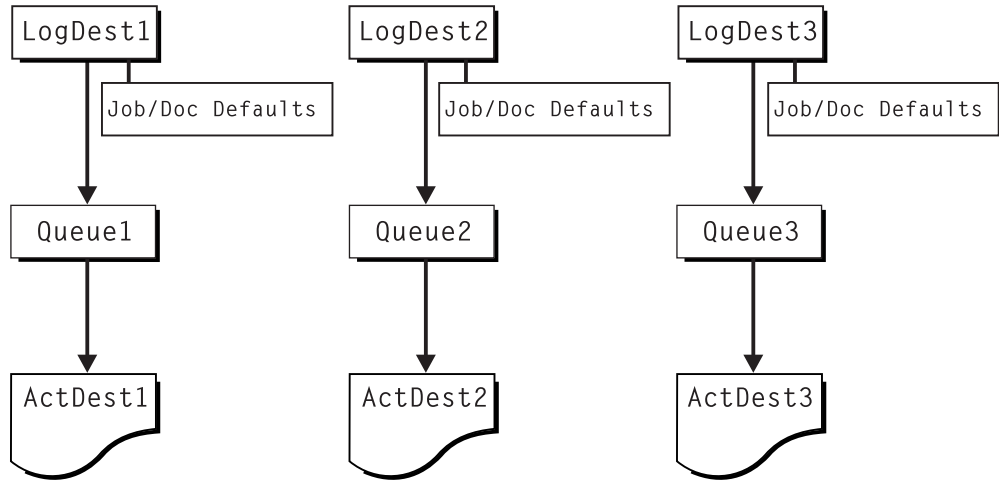 LogDest1
LogDest2
LogDest3
Job/Doc Defaults
Job/Doc Defaults
Job/Doc Defaults
Queue1
Queue2
Queue3
ActDest1
ActDest2
ActDest3